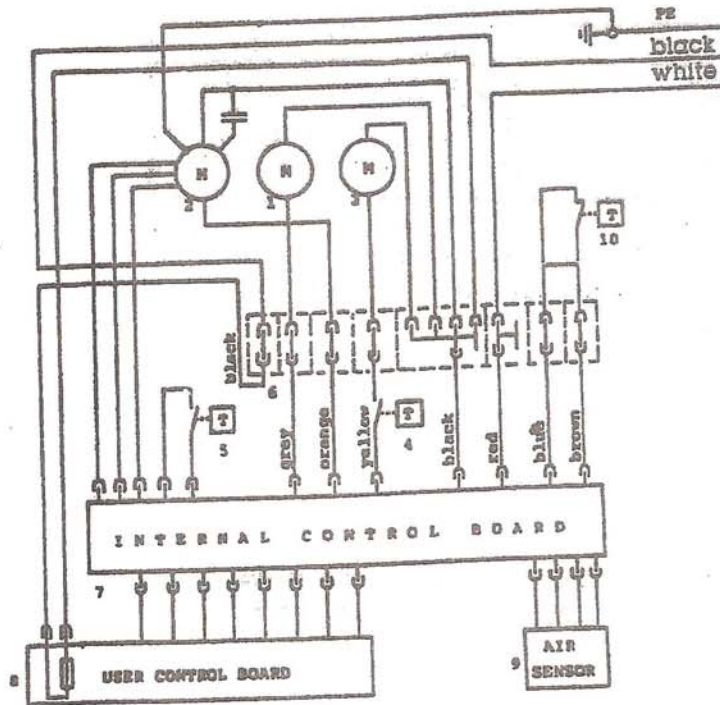 PE
black
white
M
M
M
2
1
3
T
10
black
6
T
5
grey
orange
yellow
T
4
black
red
blue
brown
INTERNAL CONTROL BOARD
7
8
USER CONTROL BOARD
9
AIR
SENSOR